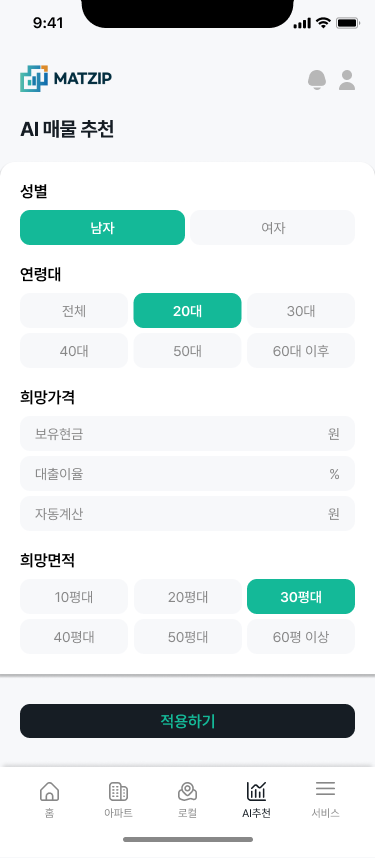 9:41
MATZIP
AI 매물 추천
성별
남자 여자
연령대
전체 20대 30대
40대 50대 60대 이후
희망가격
보유현금 원
대출이율 %
자동계산 원
희망면적
10평대 20평대 30평대
40평대 50평대 60평 이상
적용하기
홈 아파트 로컬 AI추천 서비스